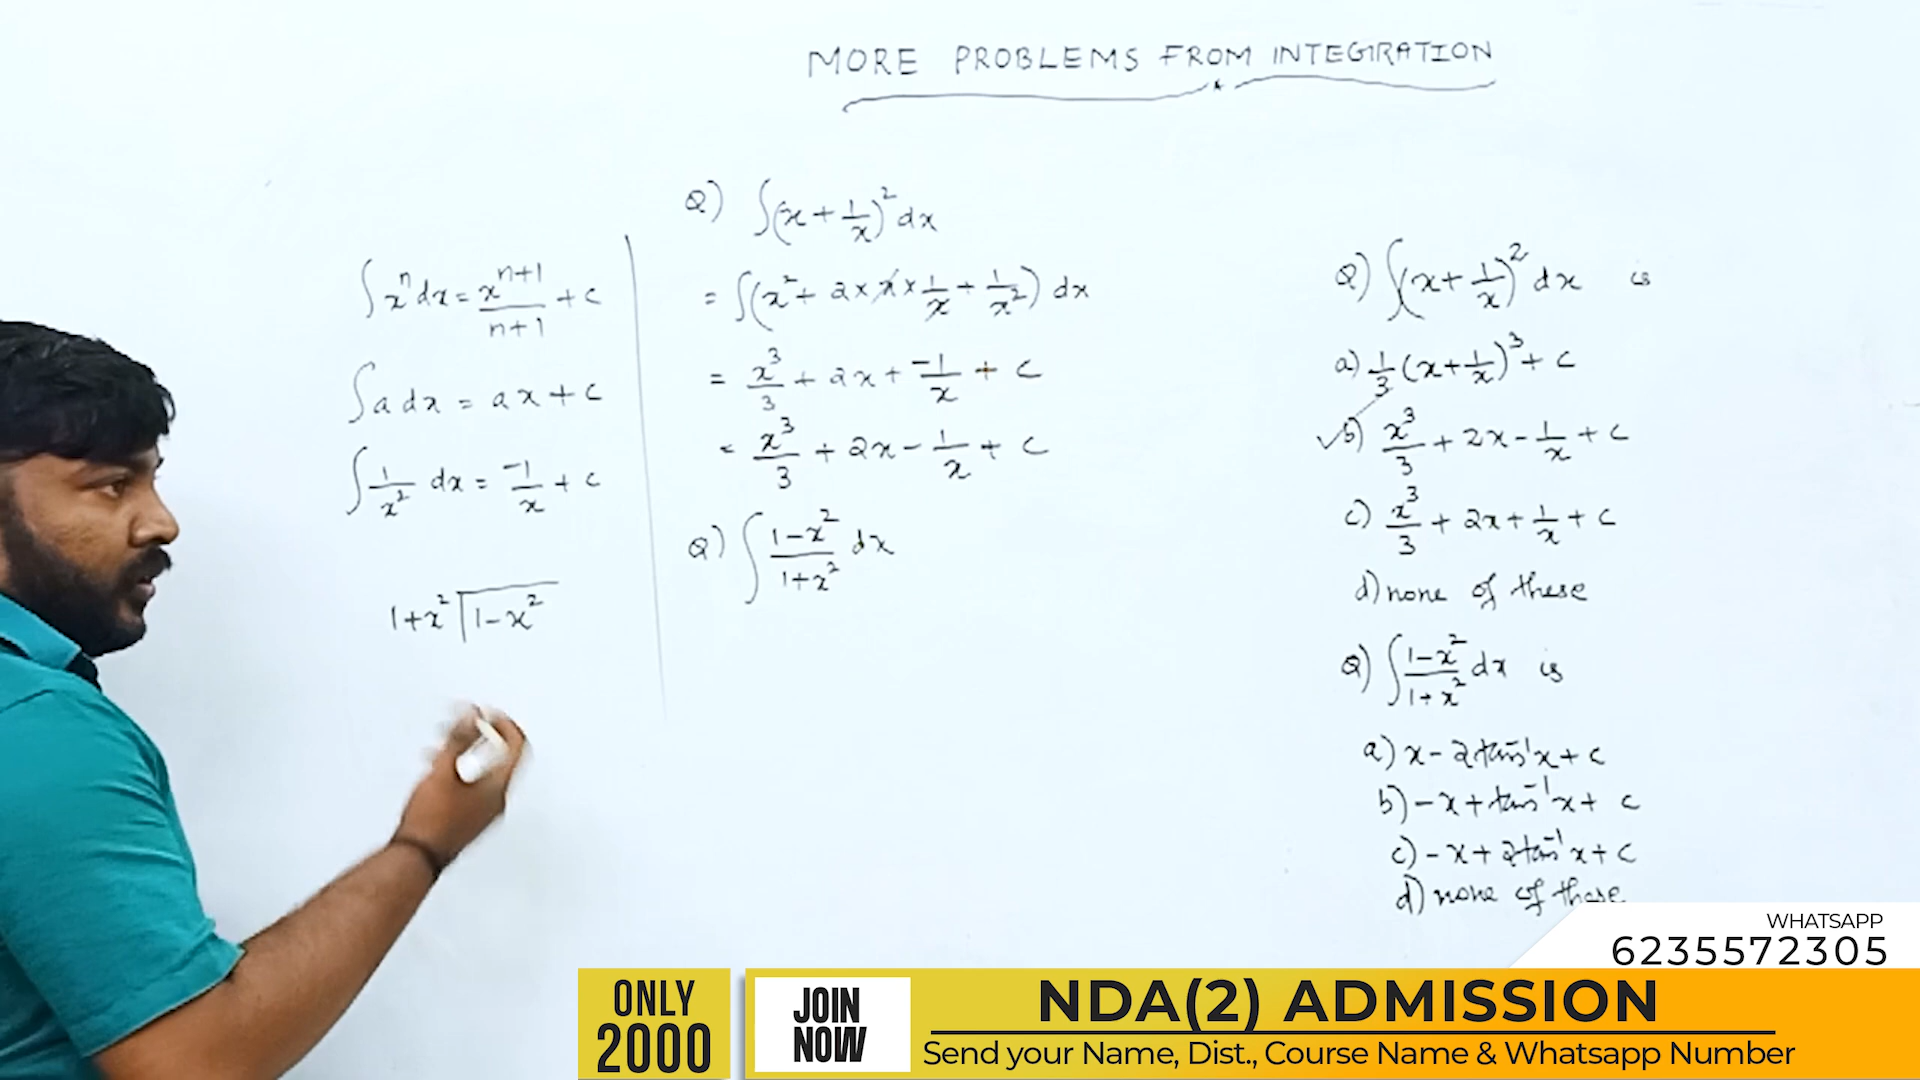 MORE PROBLEMS FROM INTEGRATION
∫xⁿdx = xⁿ⁺¹/n+1 + c
∫a dx = ax + c
∫1/x² dx = -1/x + c
1+x² | 1-x²
Q) ∫(x + 1/x)² dx
= ∫(x² + 2 × x × 1/x + 1/x²) dx
= x³/3 + 2x + -1/x + c
= x³/3 + 2x - 1/x + c
Q) ∫ 1-x²/1+x² dx
Q) ∫(x + 1/x)² dx is
a) 1/3 (x + 1/x)³ + c
✓b) x³/3 + 2x - 1/x + c
c) x³/3 + 2x + 1/x + c
d) none of these
Q) ∫ 1-x²/1+x² dx is
a) x - 2tan⁻¹x + c
b) -x + tan⁻¹x + c
c) -x + 2tan⁻¹x + c
d) none of these
WHATSAPP
6235572305
ONLY
2000
JOIN
NOW
NDA(2) ADMISSION
Send your Name, Dist., Course Name & Whatsapp Number